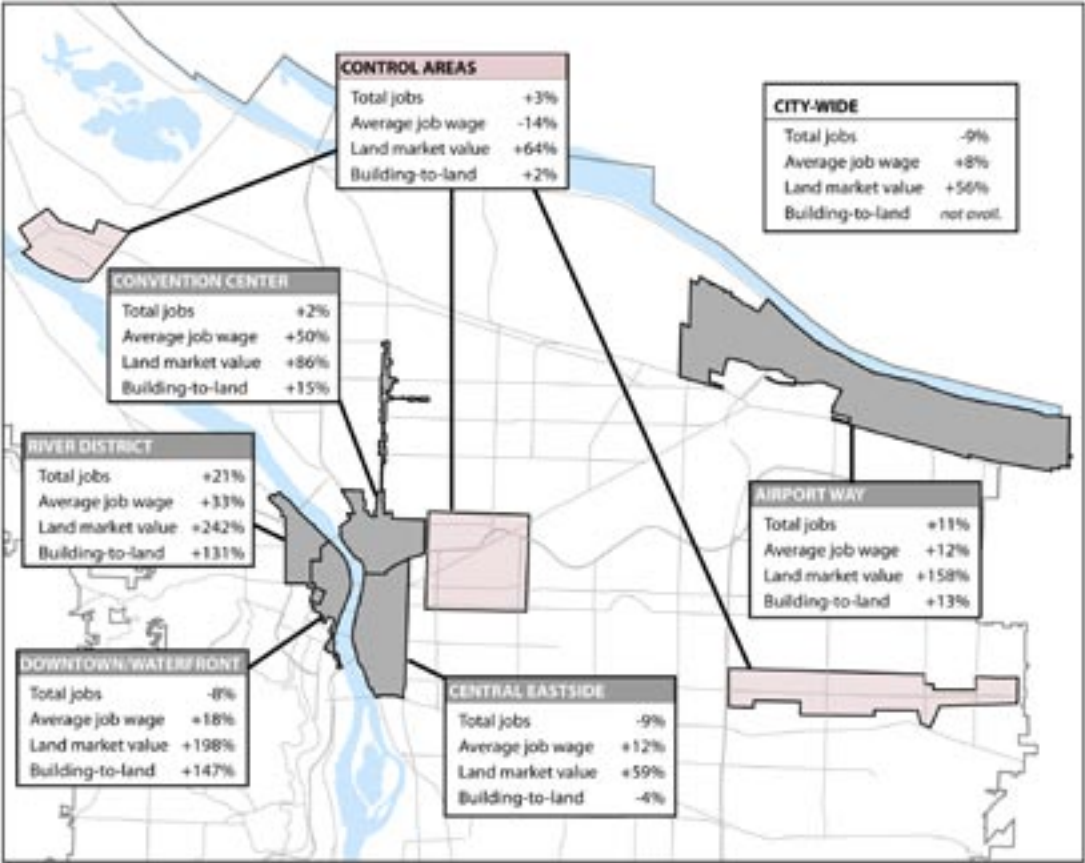 CONTROL AREAS
Total jobs +3%
Average job wage -14%
Land market value +64%
Building-to-land +2%
CITY-WIDE
Total jobs -9%
Average job wage +8%
Land market value +56%
Building-to-land not avail.
CONVENTION CENTER
Total jobs +2%
Average job wage +50%
Land market value +86%
Building-to-land +15%
RIVER DISTRICT
Total jobs +21%
Average job wage +33%
Land market value +242%
Building-to-land +131%
AIRPORT WAY
Total jobs +11%
Average job wage +12%
Land market value +158%
Building-to-land +13%
DOWNTOWN/WATERFRONT
Total jobs -8%
Average job wage +18%
Land market value +198%
Building-to-land +147%
CENTRAL EASTSIDE
Total jobs -9%
Average job wage +12%
Land market value +59%
Building-to-land -4%